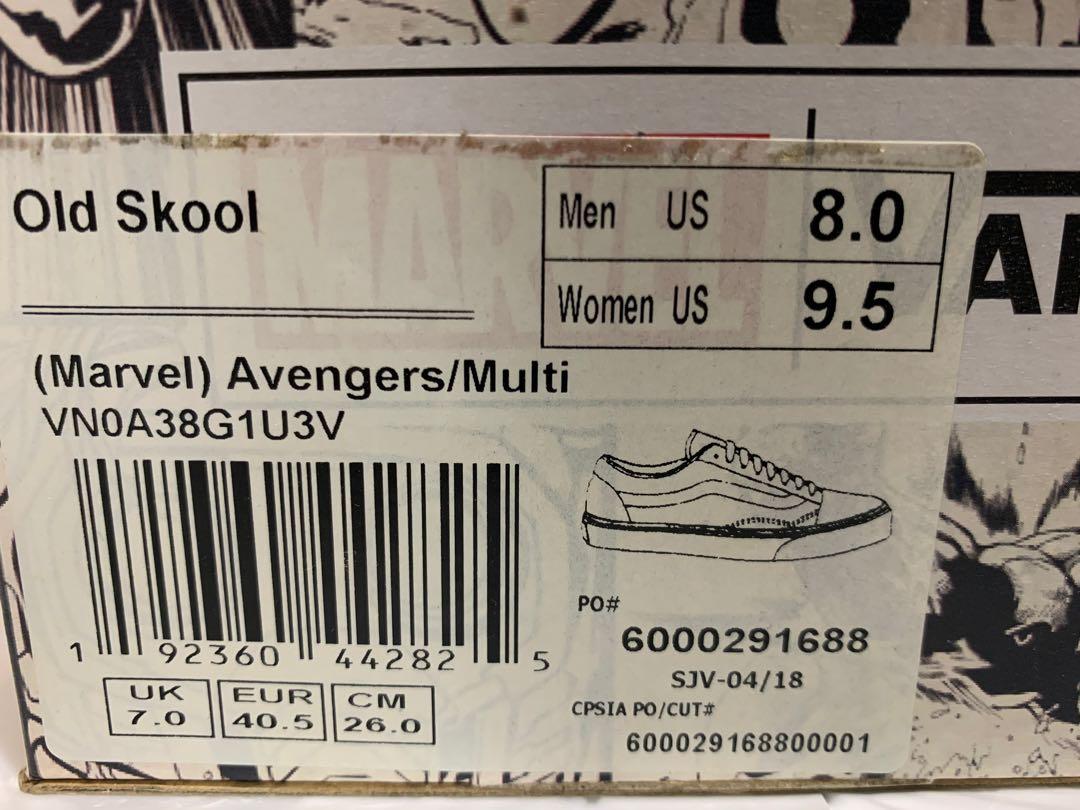 Old Skool
Men US 8.0
Women US 9.5
MARVEL
(Marvel) Avengers/Multi
VN0A38G1U3V
1 92360 44282 5
PO#
6000291688
SJV-04/18
CPSIA PO/CUT#
600029168800001
UK EUR CM
7.0 40.5 26.0